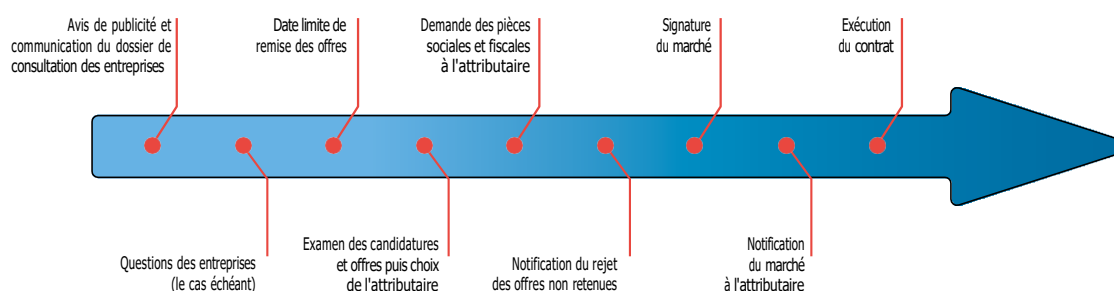 Avis de publicité et
communication du dossier de
consultation des entreprises
Date limite de
remise des offres
Demande des pièces
sociales et fiscales
à l'attributaire
Signature
du marché
Exécution
du contrat
Questions des entreprises
(le cas échéant)
Examen des candidatures
et offres puis choix
de l'attributaire
Notification du rejet
des offres non retenues
Notification
du marché
à l'attributaire